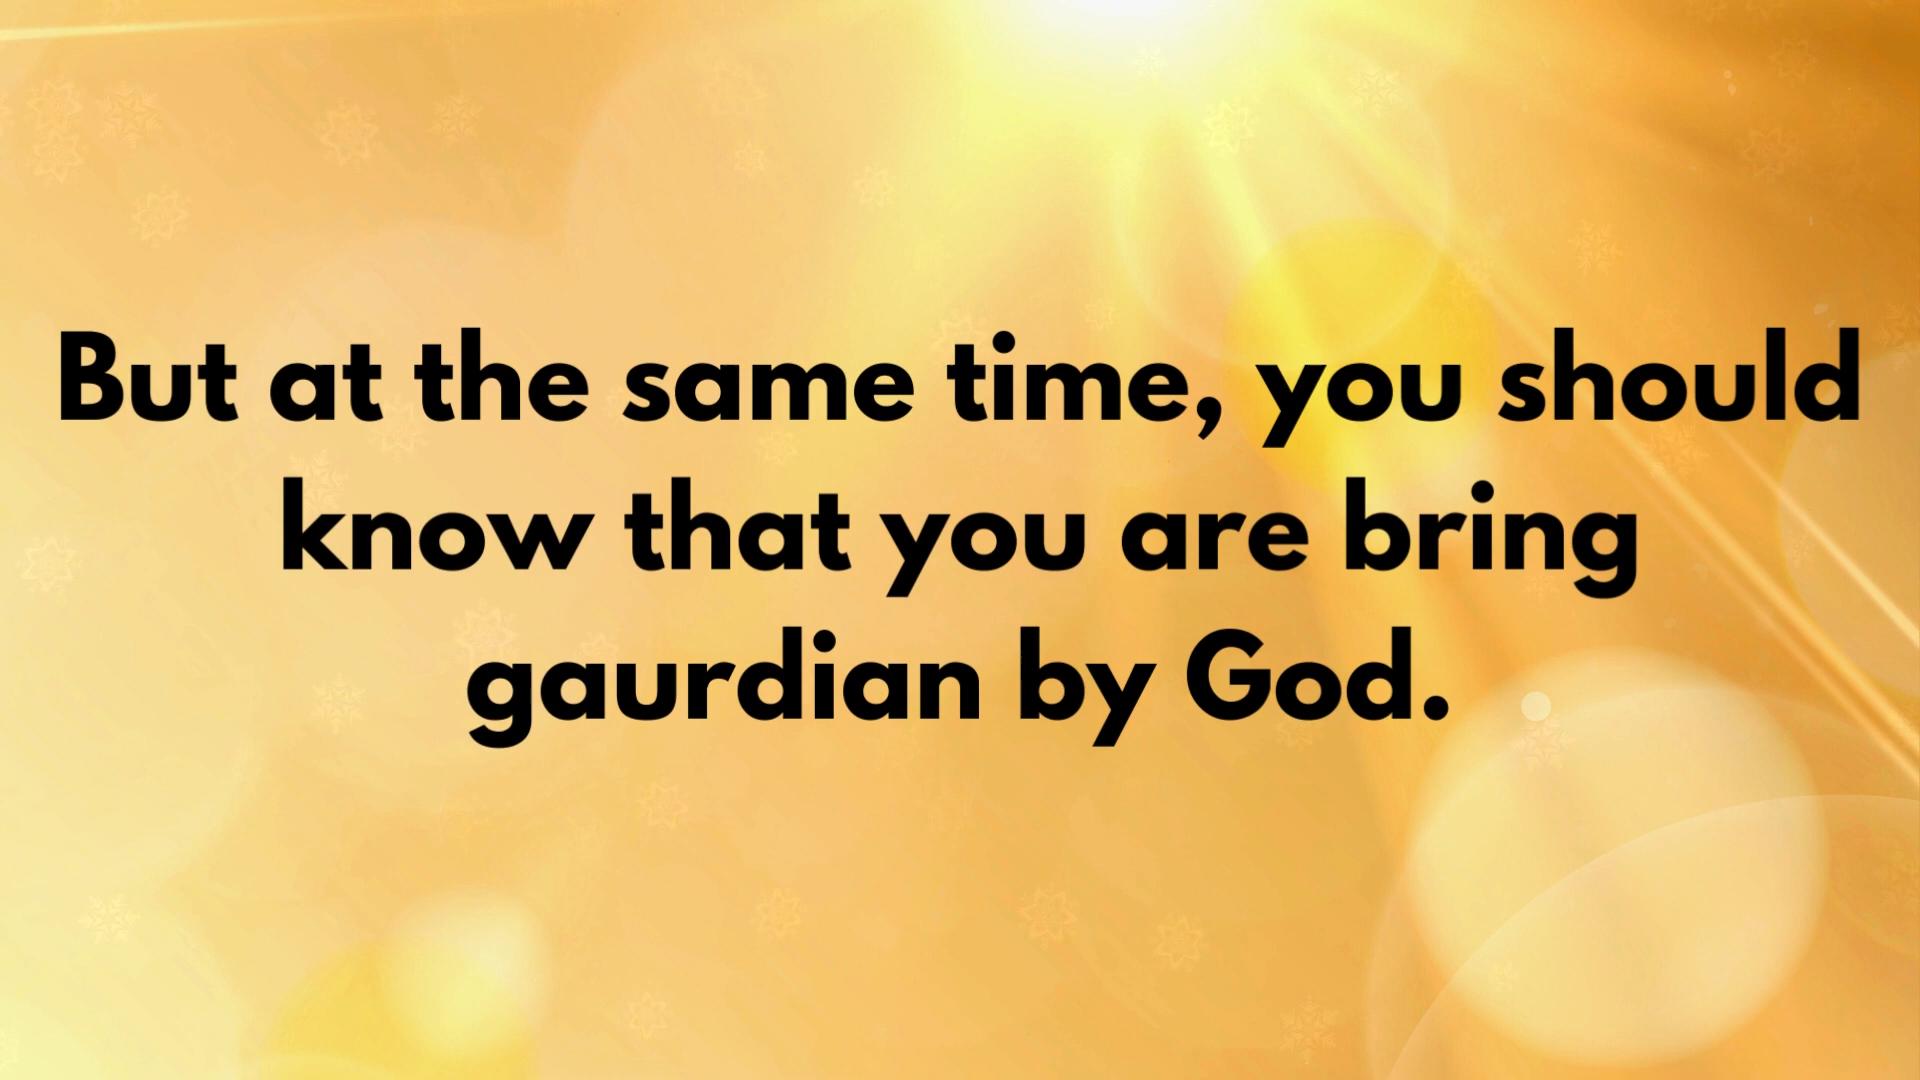 But at the same time, you should
know that you are bring
gaurdian by God.